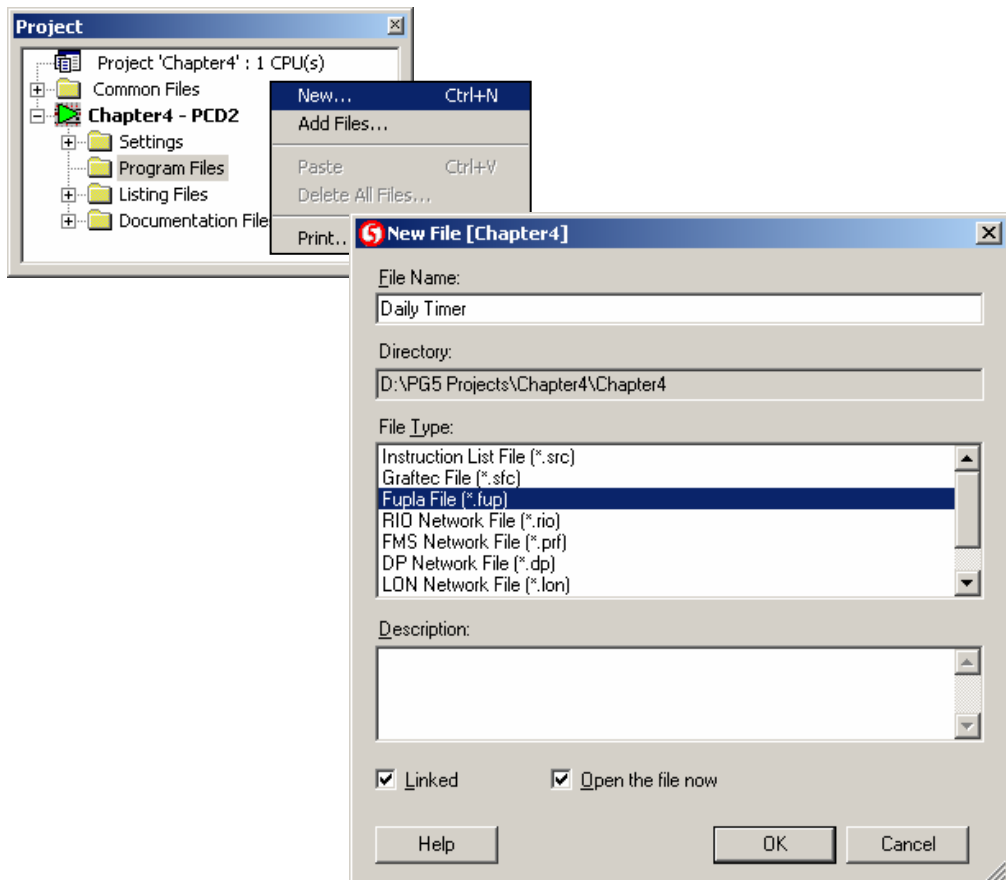 Project
Project 'Chapter4' : 1 CPU(s)
Common Files
Chapter4 - PCD2
Settings
Program Files
Listing Files
Documentation File
New... Ctrl+N
Add Files...
Paste Ctrl+V
Delete All Files...
Print..
New File [Chapter4]
File Name:
Daily Timer
Directory:
D:\PG5 Projects\Chapter4\Chapter4
File Type:
Instruction List File (*.src)
Graftec File (*.sfc)
Fupla File (*.fup)
RIO Network File (*.rio)
FMS Network File (*.prf)
DP Network File (*.dp)
LON Network File (*.lon)
Description:
Linked Open the file now
Help OK Cancel